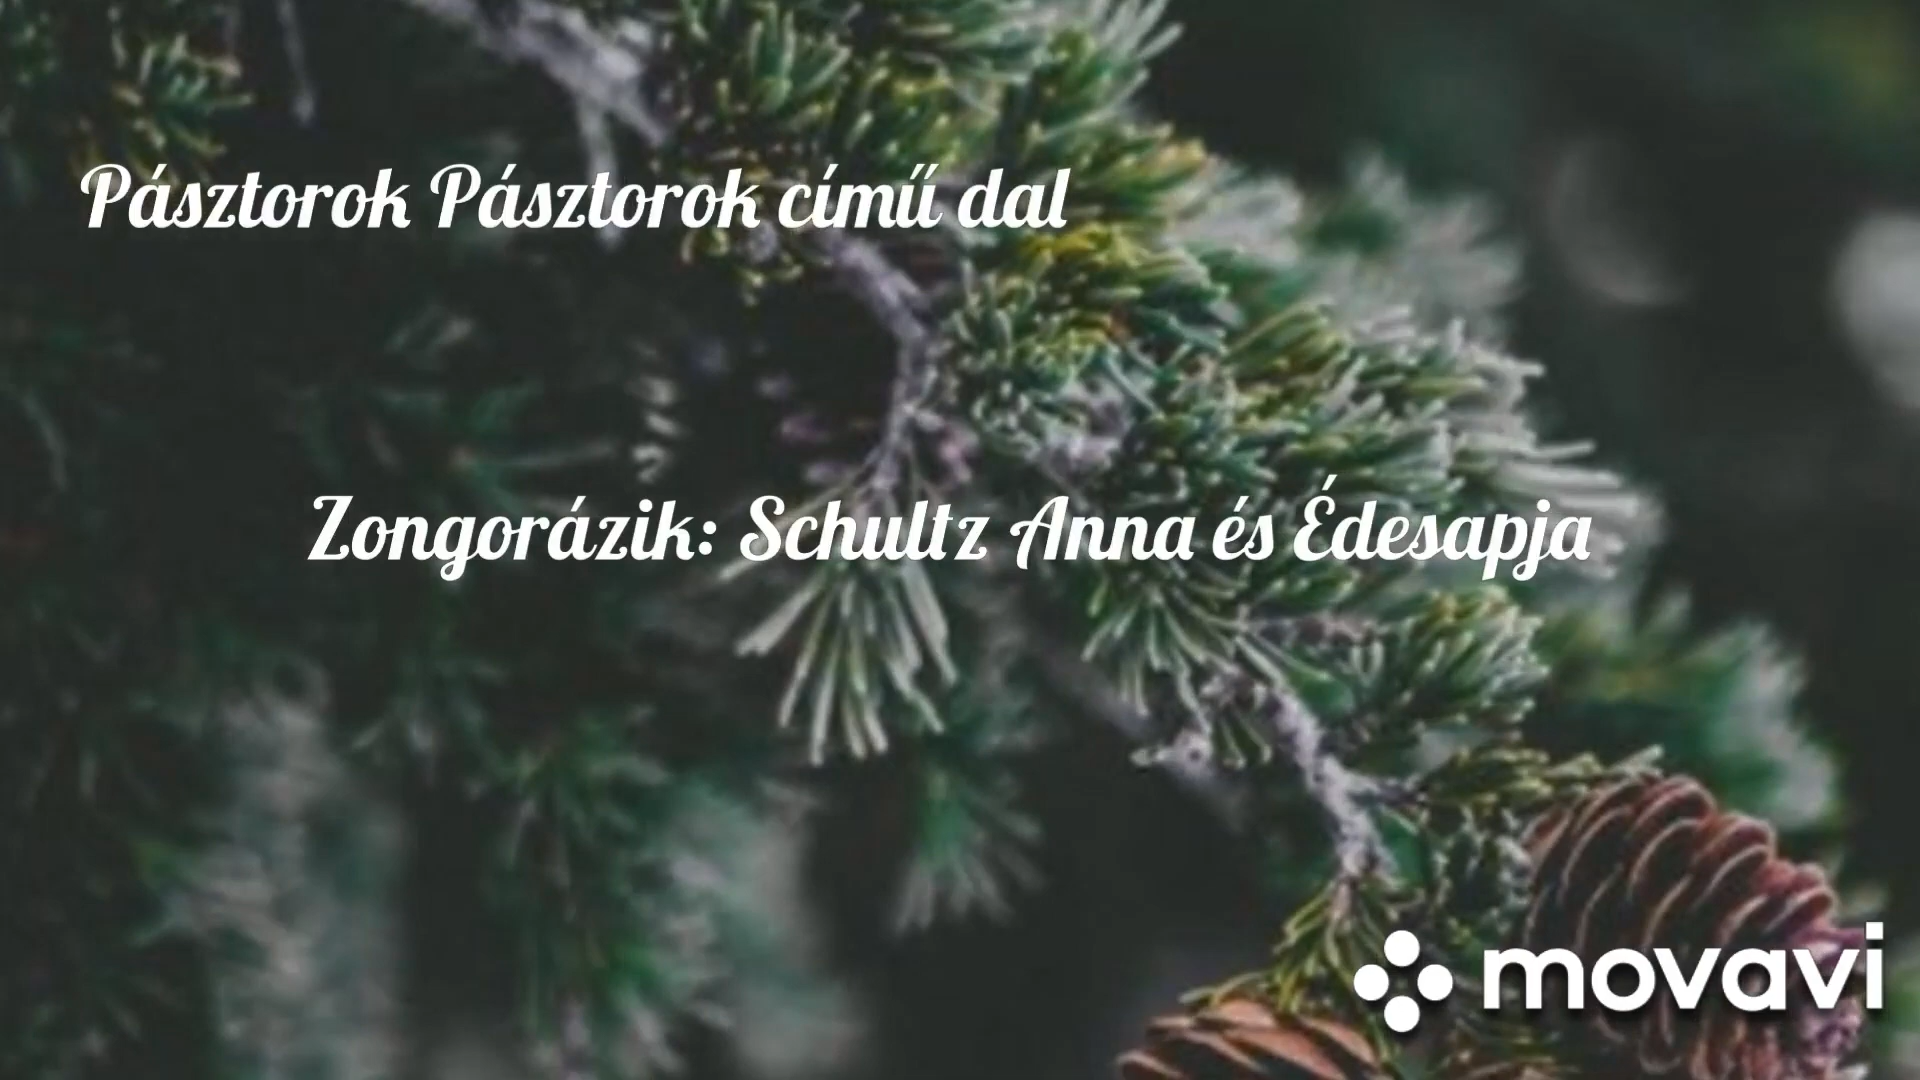 Pásztorok Pásztorok című dal
Zongorázik: Schultz Anna és Édesapja
movavi